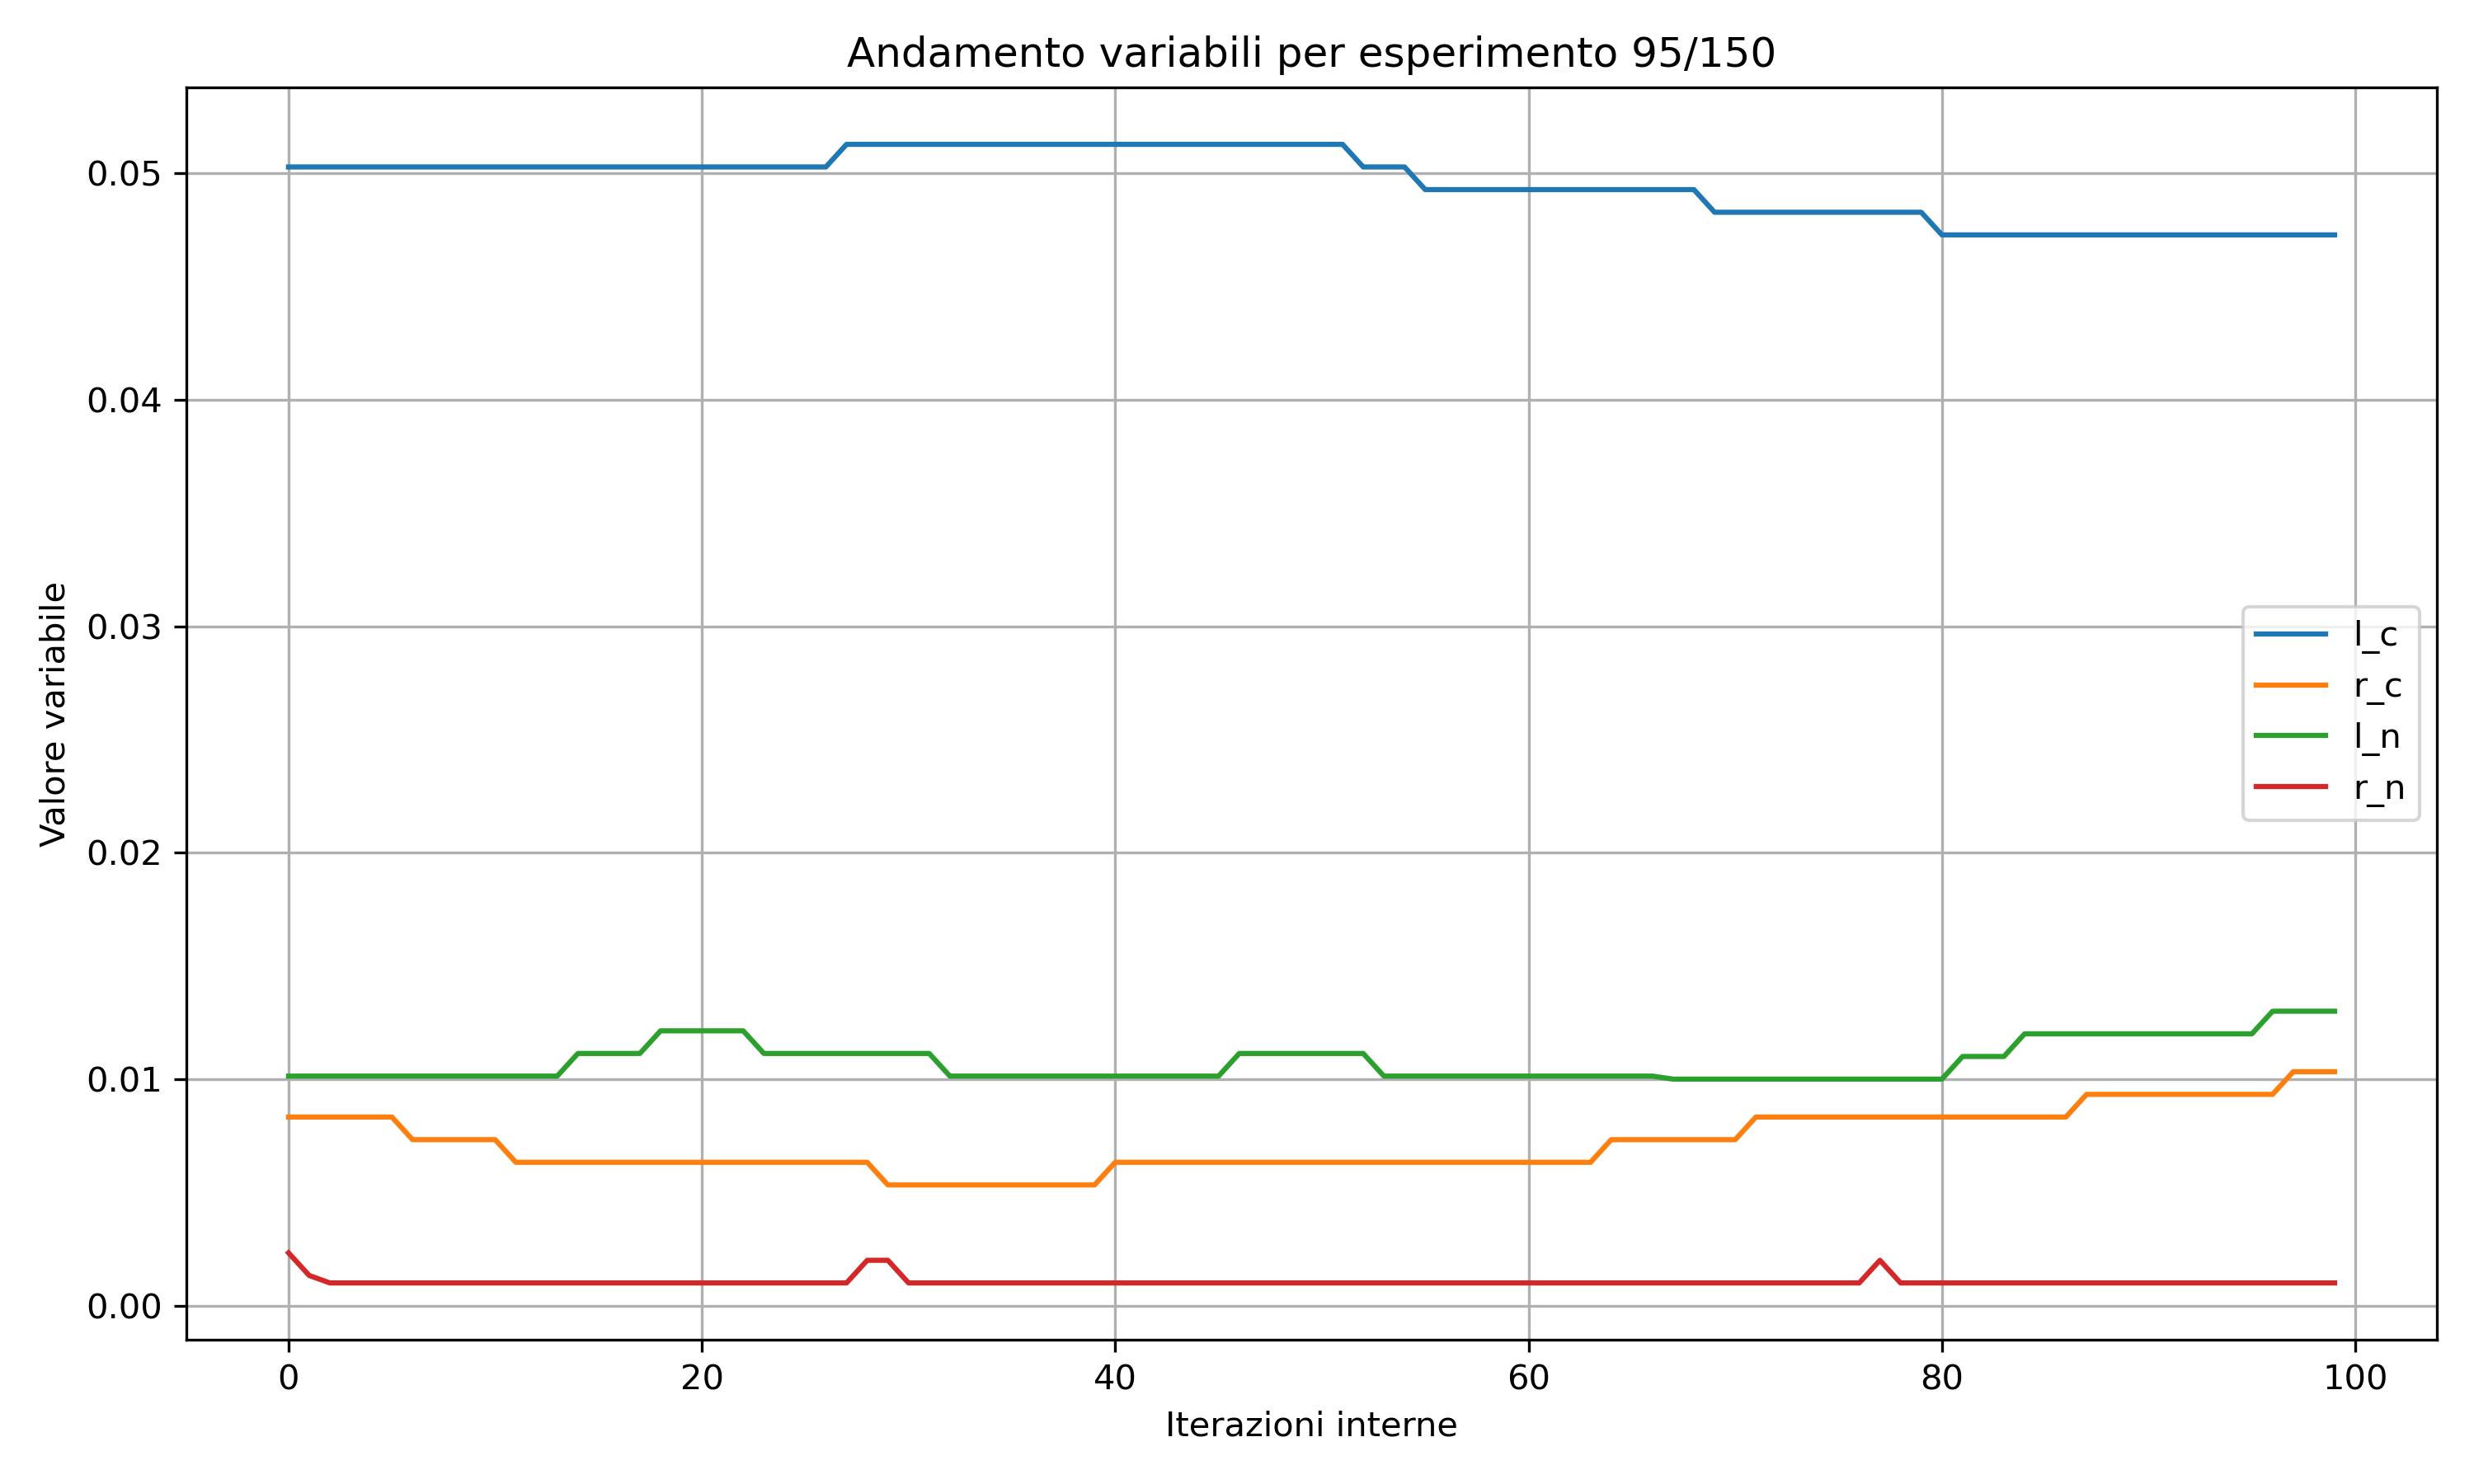 Andamento variabili per esperimento 95/150
Valore variabile
0.05
0.04
0.03
0.02
0.01
0.00
l_c
r_c
l_n
r_n
0 20 40 60 80 100
Iterazioni interne